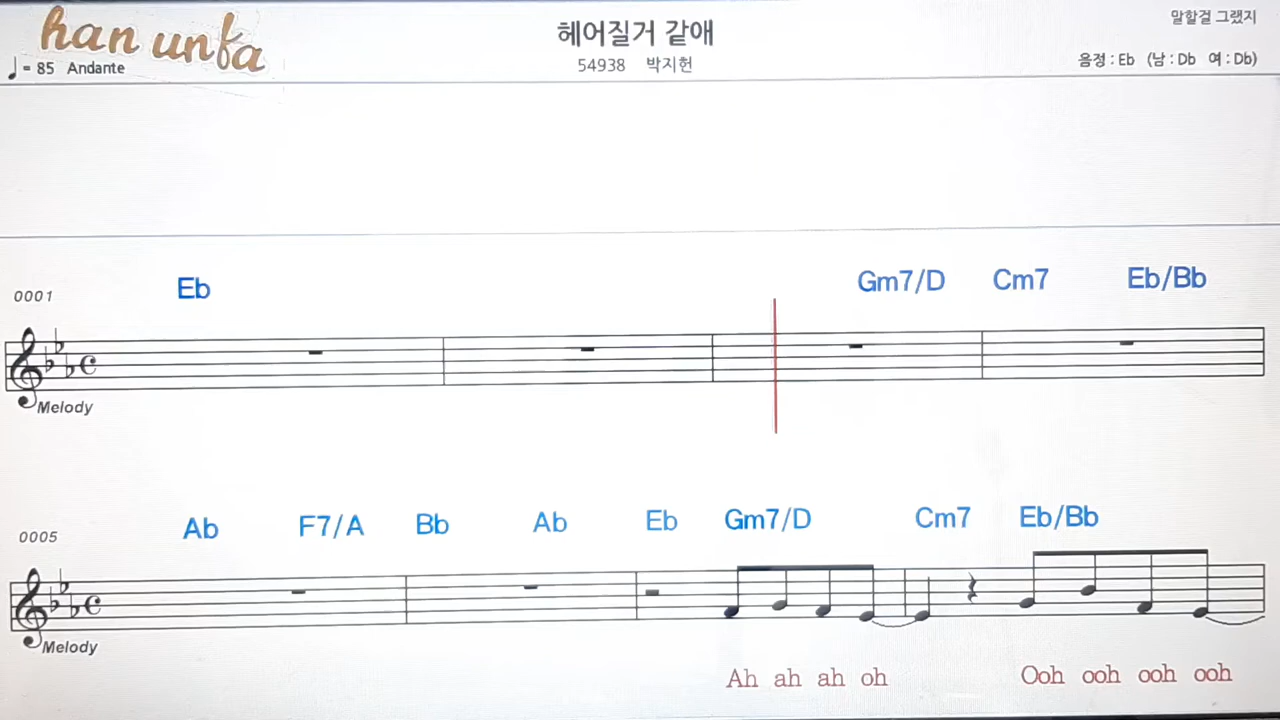 han unfa
헤어질거 같애
말할걸 그랬지
♩= 85 Andante
54938 박지헌
음정 : Eb (남 : Db 여 : Db)
Eb Gm7/D Cm7 Eb/Bb
0001
Melody
Ab F7/A Bb Ab Eb Gm7/D Cm7 Eb/Bb
0005
Melody
Ah ah ah oh Ooh ooh ooh ooh